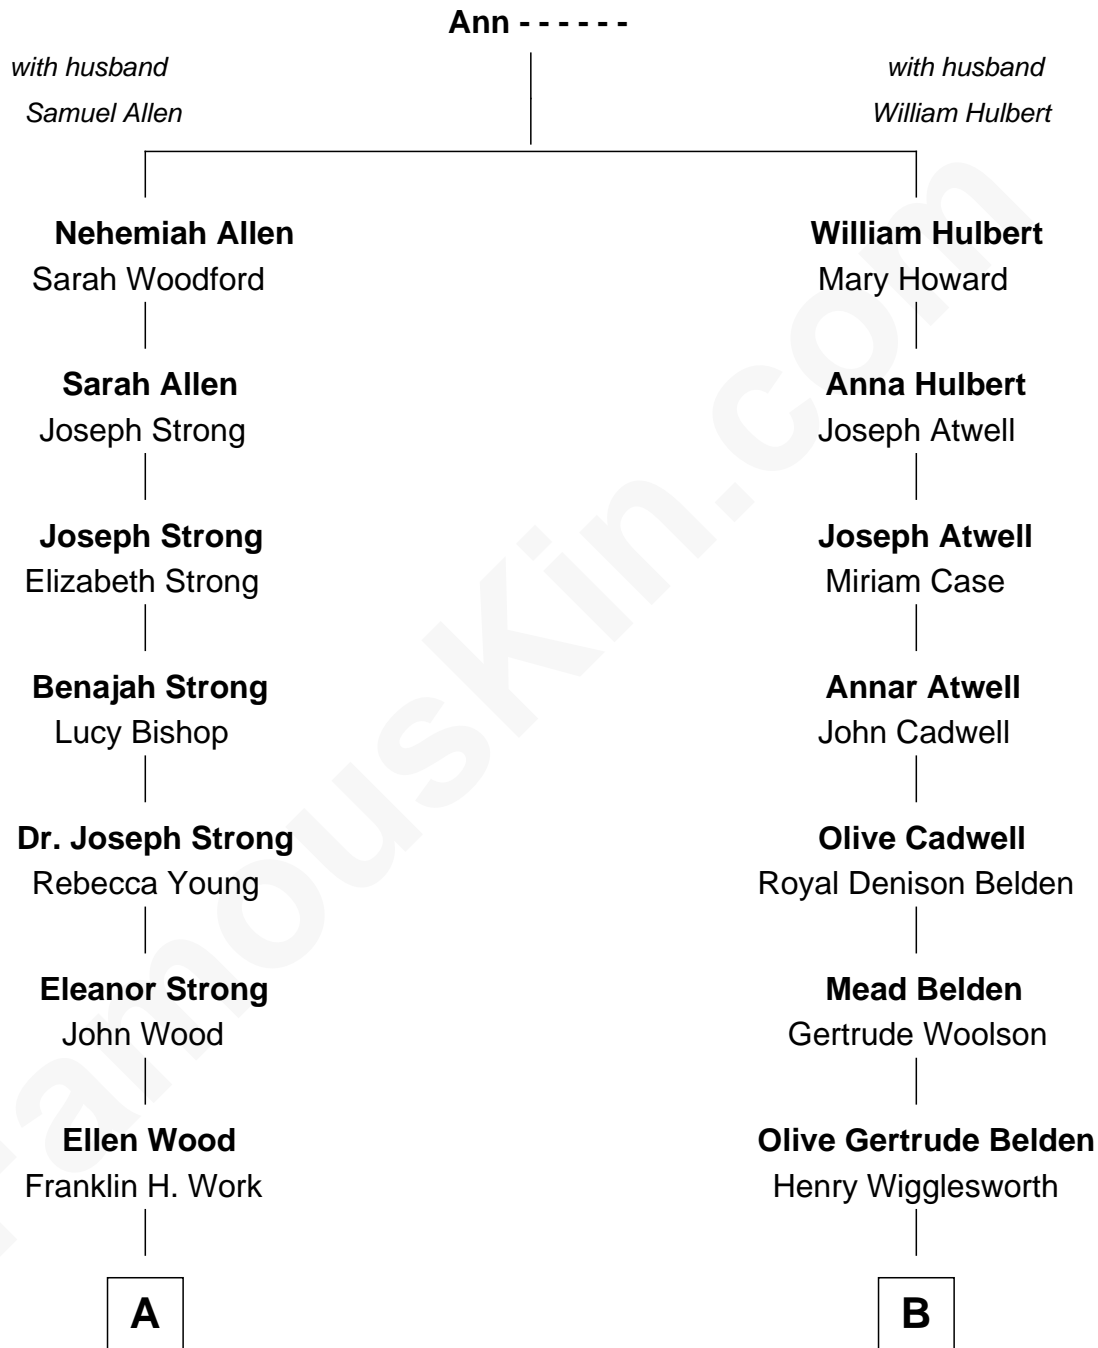 Ann - - - - - -
with husband
Samuel Allen
with husband
William Hulbert
Nehemiah Allen
Sarah Woodford
William Hulbert
Mary Howard
Sarah Allen
Joseph Strong
Anna Hulbert
Joseph Atwell
Joseph Strong
Elizabeth Strong
Joseph Atwell
Miriam Case
Benajah Strong
Lucy Bishop
Annar Atwell
John Cadwell
Dr. Joseph Strong
Rebecca Young
Olive Cadwell
Royal Denison Belden
Eleanor Strong
John Wood
Mead Belden
Gertrude Woolson
Ellen Wood
Franklin H. Work
Olive Gertrude Belden
Henry Wigglesworth
A
B
FamousKin.com